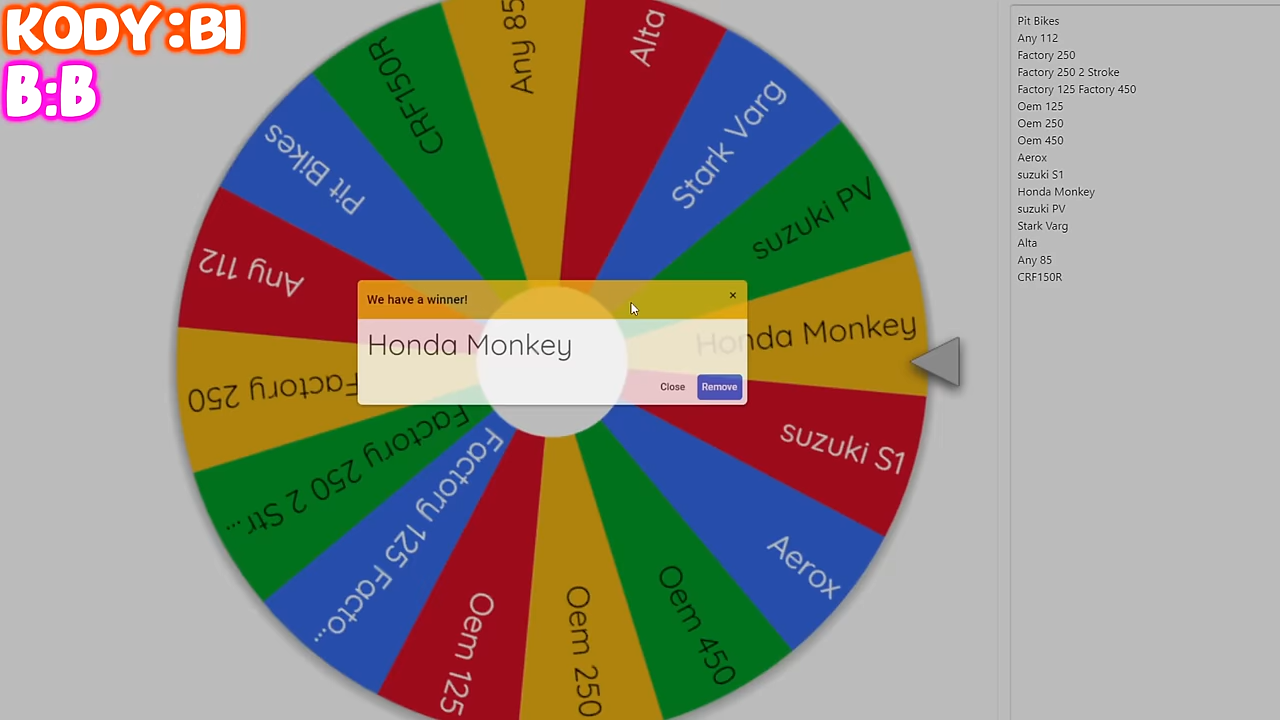 KODY:BI
B:B
Any 85
Alta
Stark Varg
suzuki PV
Honda Monkey
suzuki S1
Aerox
Oem 450
Oem 250
Oem 125
Factory 125 Facto...
Factory 250 2 Str...
Factory 250
Any 112
Pit Bikes
CRF150R
We have a winner!
×
Honda Monkey
Close
Remove
Pit Bikes
Any 112
Factory 250
Factory 250 2 Stroke
Factory 125 Factory 450
Oem 125
Oem 250
Oem 450
Aerox
suzuki S1
Honda Monkey
suzuki PV
Stark Varg
Alta
Any 85
CRF150R